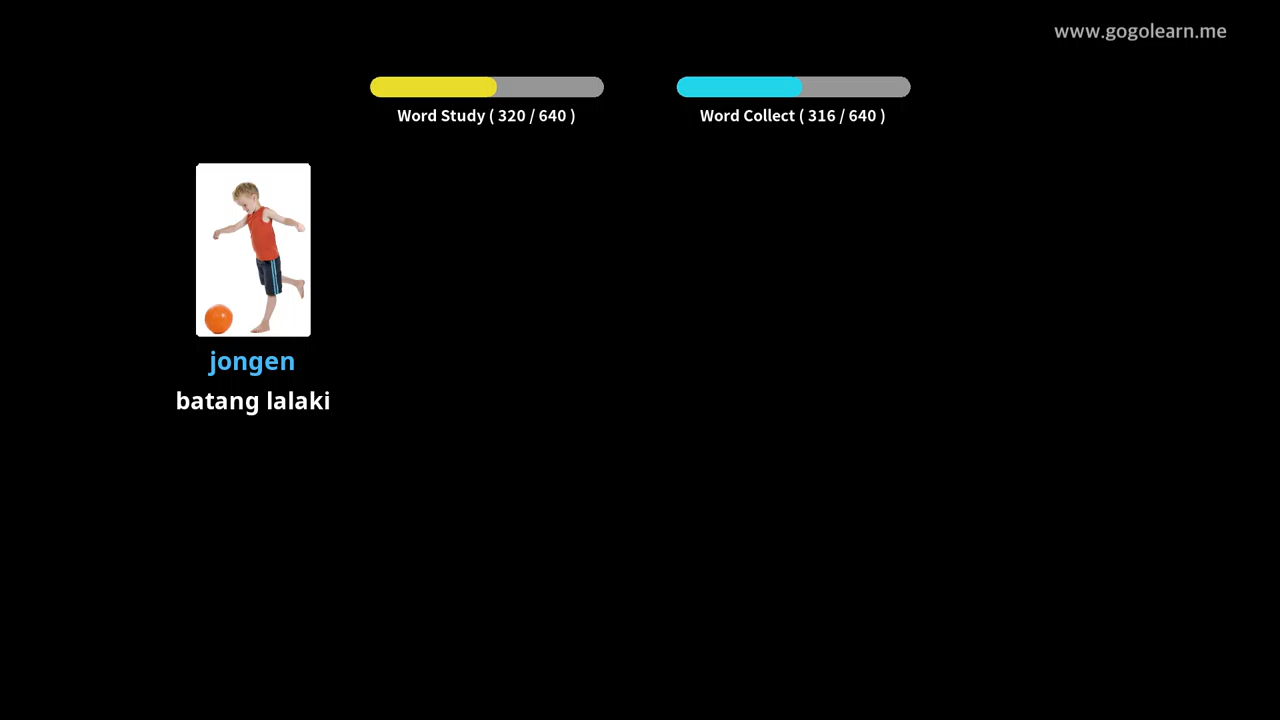 www.gogolearn.me
Word Study ( 320 / 640 )
Word Collect ( 316 / 640 )
jongen
batang lalaki